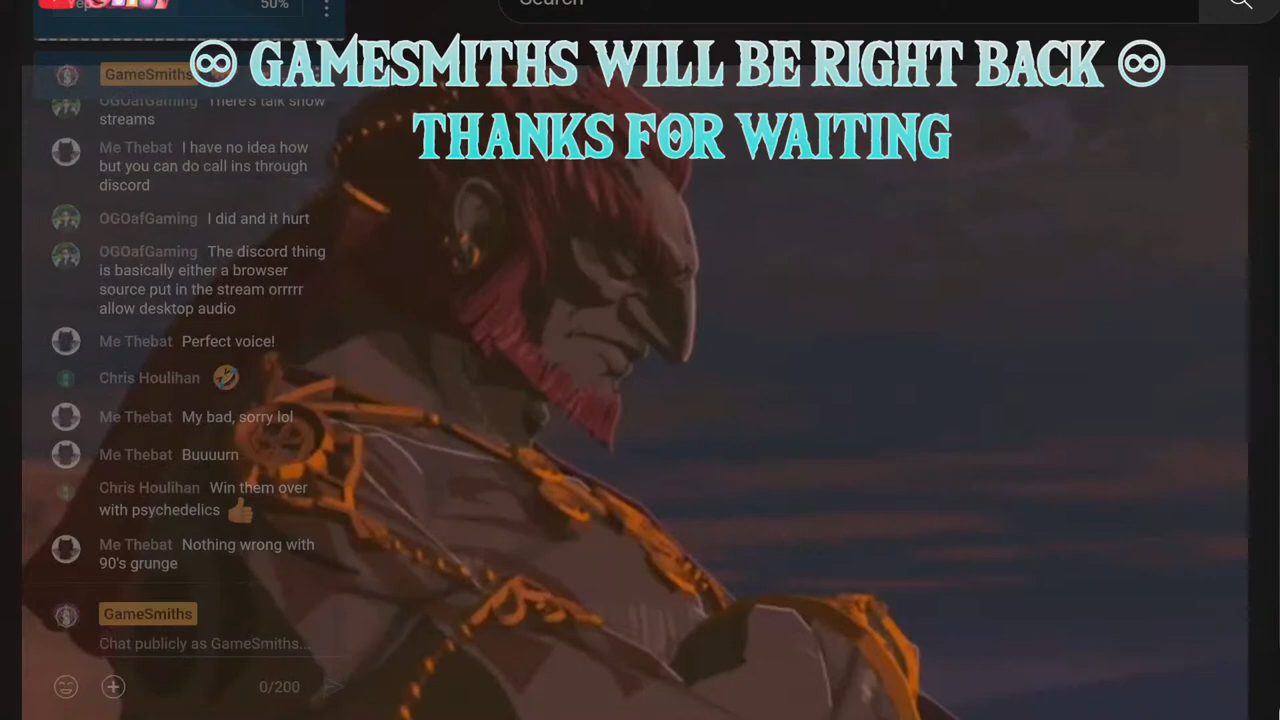 Yep 50%
Search
♾ GAMESMITHS WILL BE RIGHT BACK ♾
THANKS FOR WAITING
GameSmiths
OGOafGaming There's talk show
streams
Me Thebat I have no idea how
but you can do call ins through
discord
OGOafGaming I did and it hurt
OGOafGaming The discord thing
is basically either a browser
source put in the stream orrrrr
allow desktop audio
Me Thebat Perfect voice!
Chris Houlihan 🤣
Me Thebat My bad, sorry lol
Me Thebat Buuuurn
Chris Houlihan Win them over
with psychedelics 👍
Me Thebat Nothing wrong with
90's grunge
GameSmiths
Chat publicly as GameSmiths...
0/200